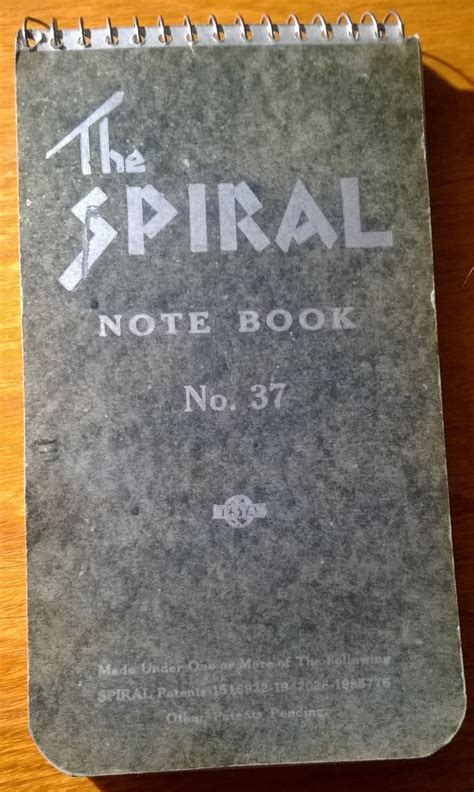 The
SPIRAL
NOTE BOOK
No. 37
Made Under One or More of The Following
SPIRAL Patents
Other Patents Pending.